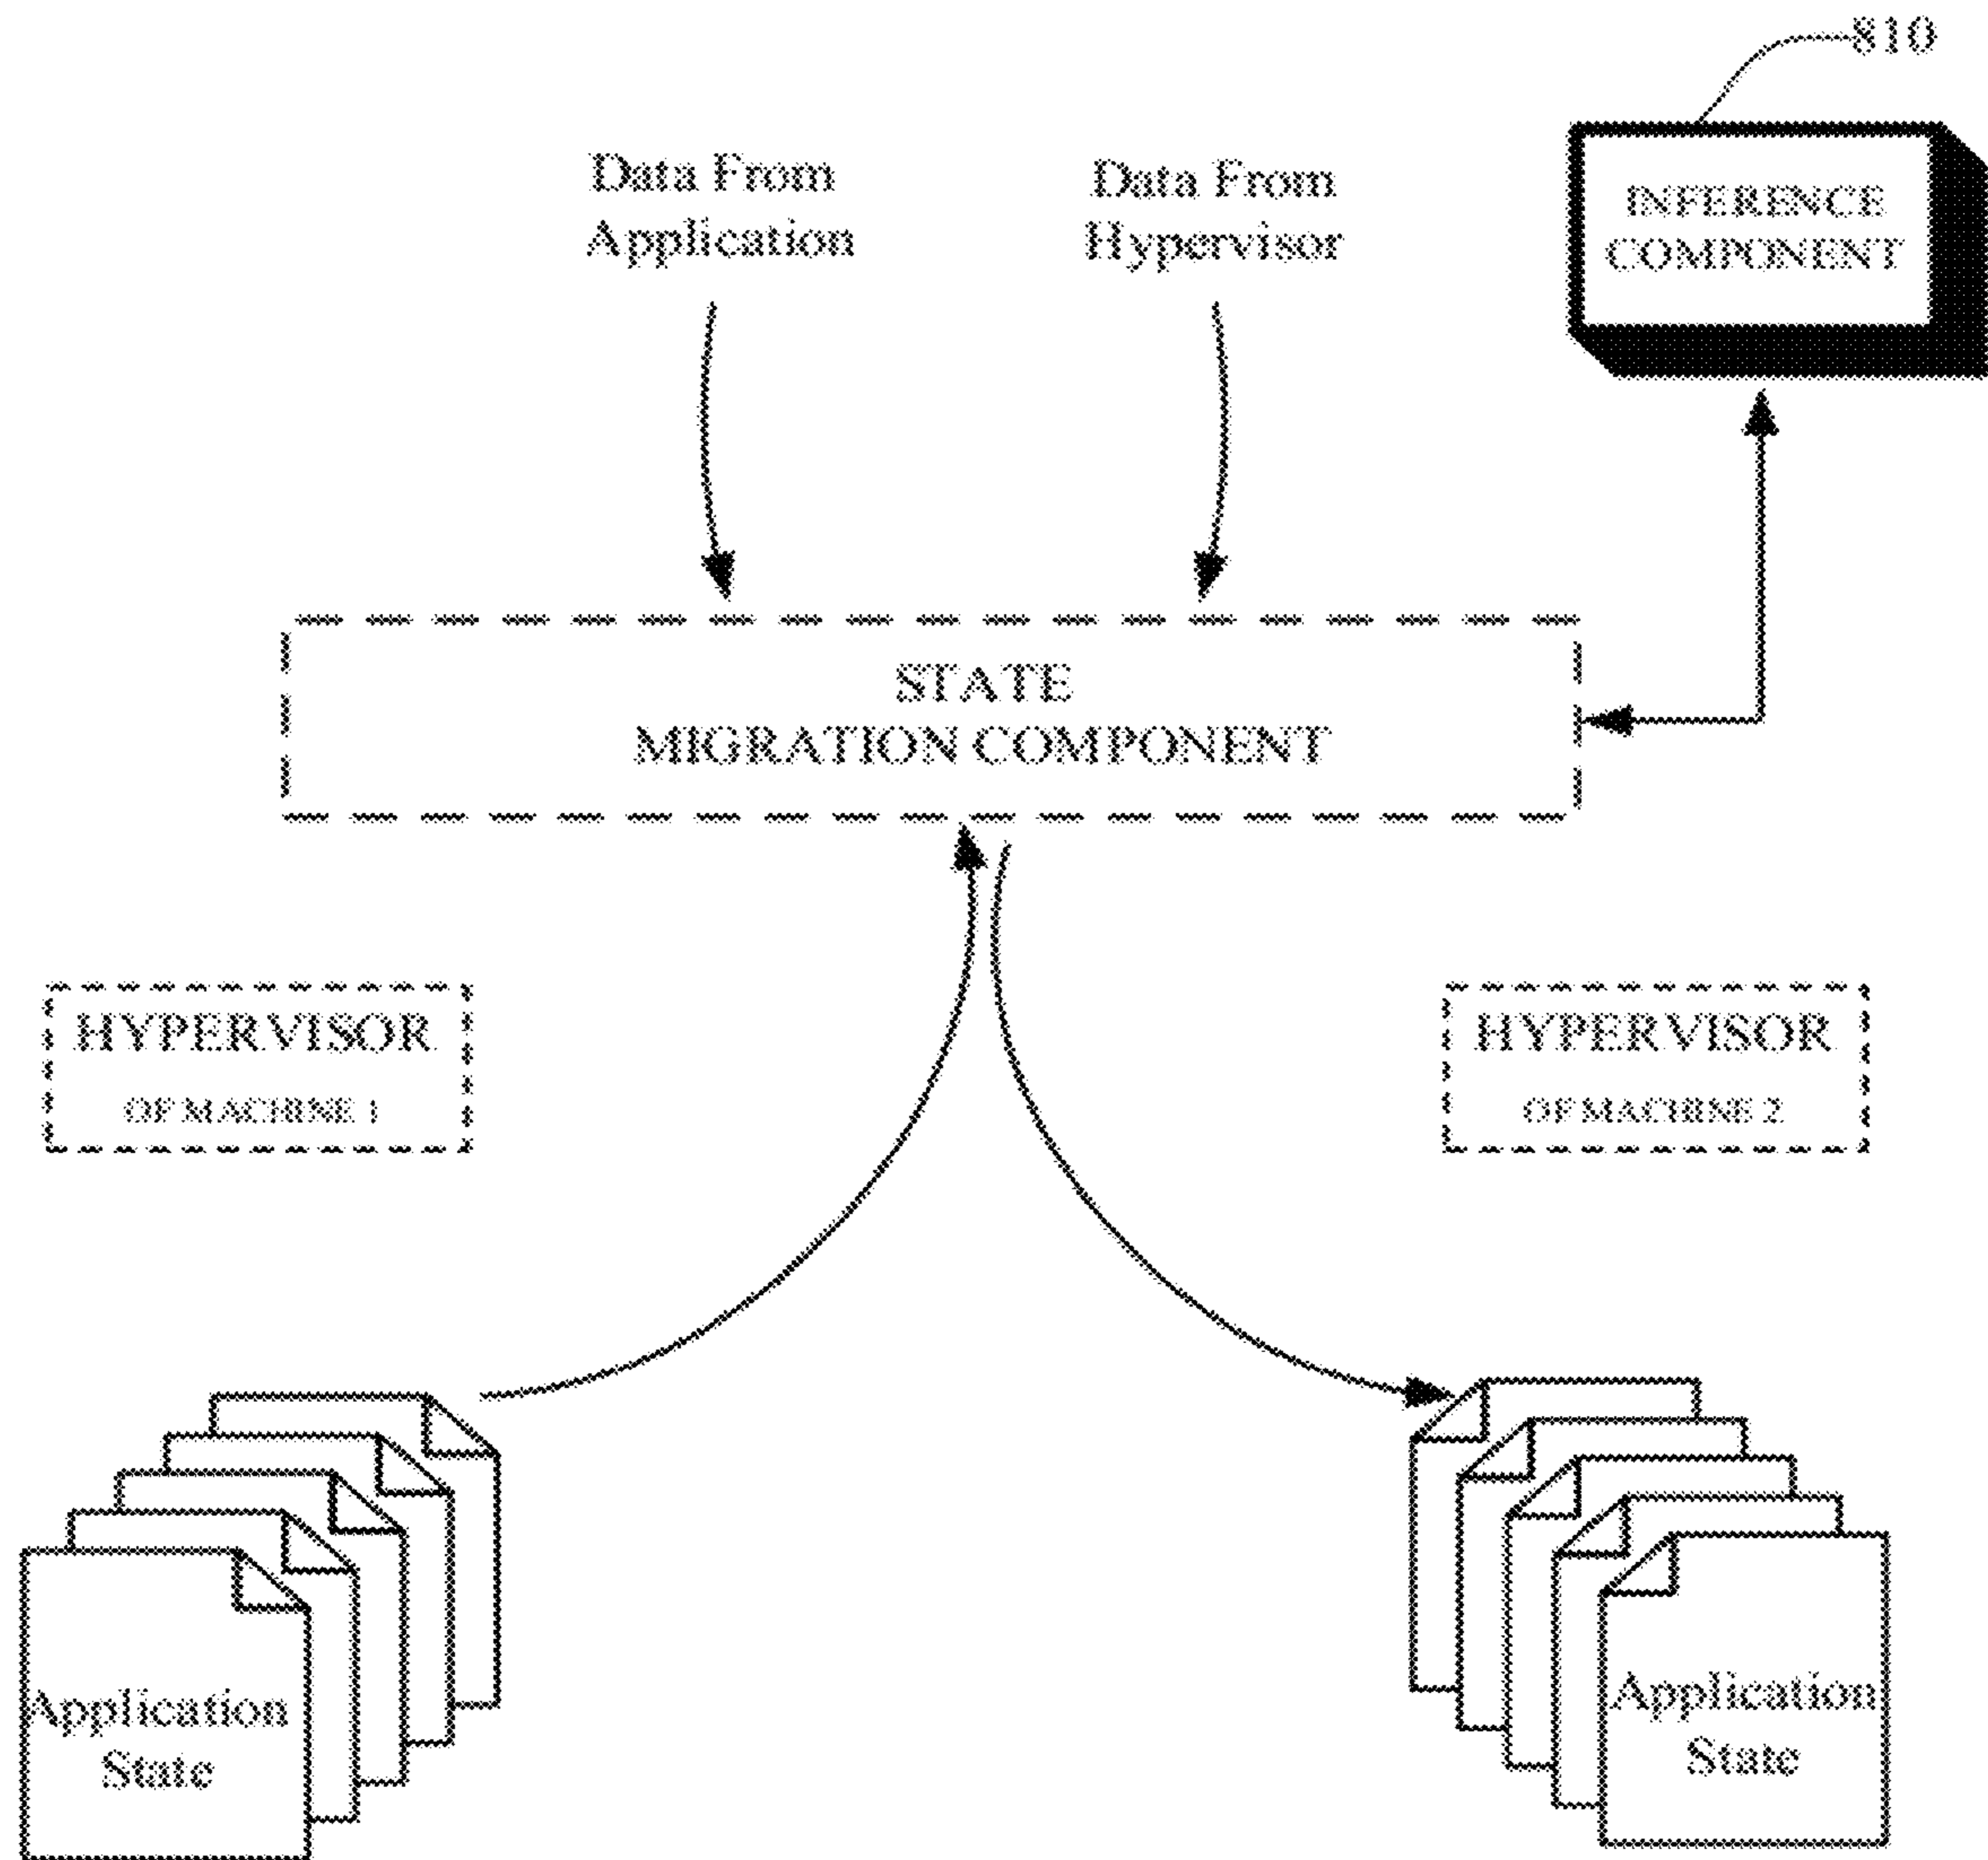 810
Data From
Application
Data From
Hypervisor
INFERENCE
COMPONENT
STATE
MIGRATION COMPONENT
HYPERVISOR
OF MACHINE 1
HYPERVISOR
OF MACHINE 2
Application
State
Application
State